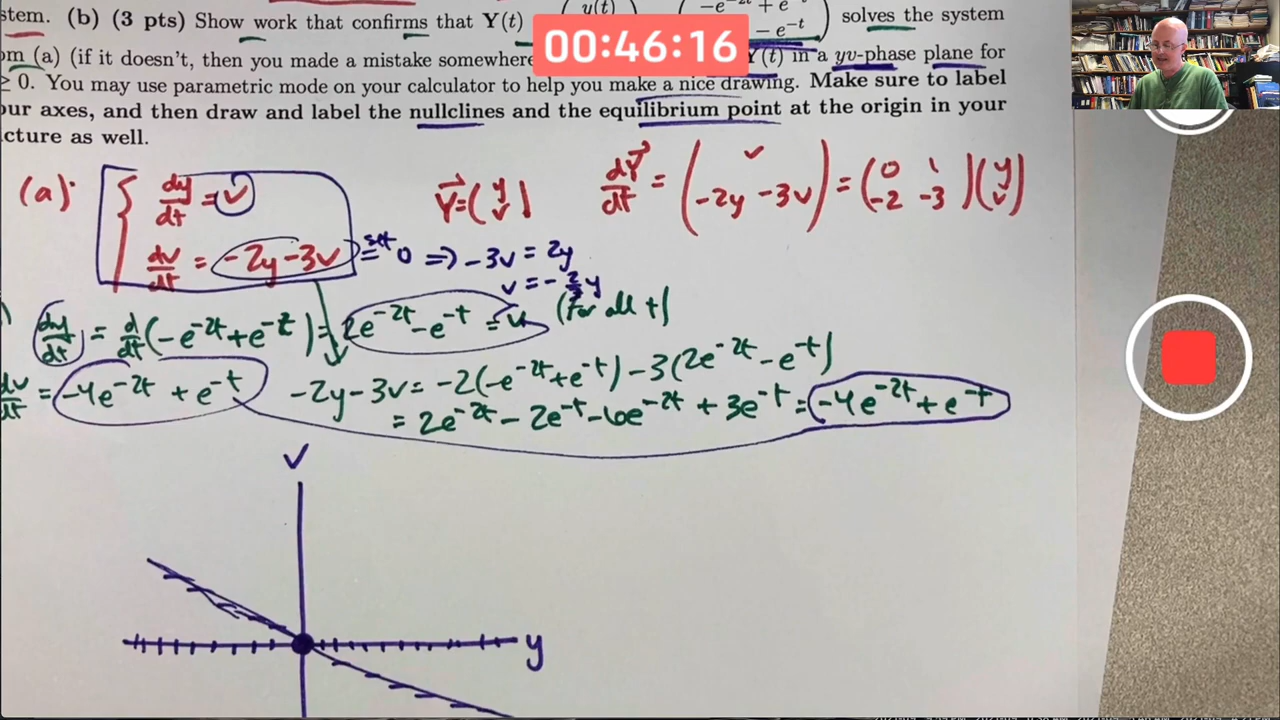 stem. (b) (3 pts) Show work that confirms that Y(t) solves the system
00:46:16
om (a) (if it doesn't, then you made a mistake somewhere Y(t) in a yv-phase plane for
≥ 0. You may use parametric mode on your calculator to help you make a nice drawing. Make sure to label
our axes, and then draw and label the nullclines and the equilibrium point at the origin in your
cture as well.
(a): dy/dt = v Y⃗ = (y v) dY⃗/dt = (v -2y -3v) = (0 1 -2 -3)(y v)
dv/dt = -2y -3v set = 0 ⇒ -3v = 2y
v = -2/3 y
dy/dt = d/dt(-e^-2t + e^-t) = 2e^-2t - e^-t = v (for all t)
dv/dt = -4e^-2t + e^-t -2y -3v = -2(-e^-2t + e^-t) - 3(2e^-2t - e^-t)
= 2e^-2t - 2e^-t - 6e^-2t + 3e^-t = -4e^-2t + e^-t
v
y